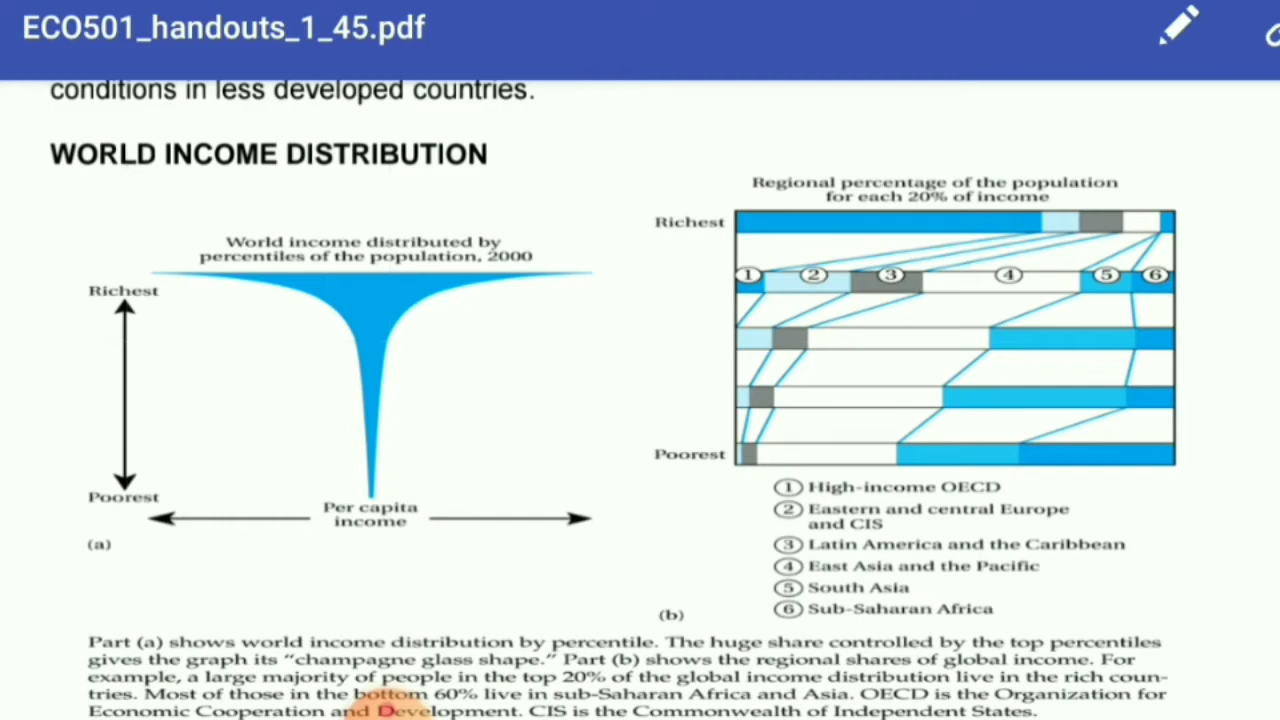 ECO501_handouts_1_45.pdf
conditions in less developed countries.
WORLD INCOME DISTRIBUTION
World income distributed by
percentiles of the population, 2000
Richest
Poorest
Per capita
income
(a)
Regional percentage of the population
for each 20% of income
Richest
1 2 3 4 5 6
Poorest
1 High-income OECD
2 Eastern and central Europe
and CIS
3 Latin America and the Caribbean
4 East Asia and the Pacific
5 South Asia
6 Sub-Saharan Africa
(b)
Part (a) shows world income distribution by percentile. The huge share controlled by the top percentiles
gives the graph its “champagne glass shape.” Part (b) shows the regional shares of global income. For
example, a large majority of people in the top 20% of the global income distribution live in the rich coun-
tries. Most of those in the bottom 60% live in sub-Saharan Africa and Asia. OECD is the Organization for
Economic Cooperation and Development. CIS is the Commonwealth of Independent States.